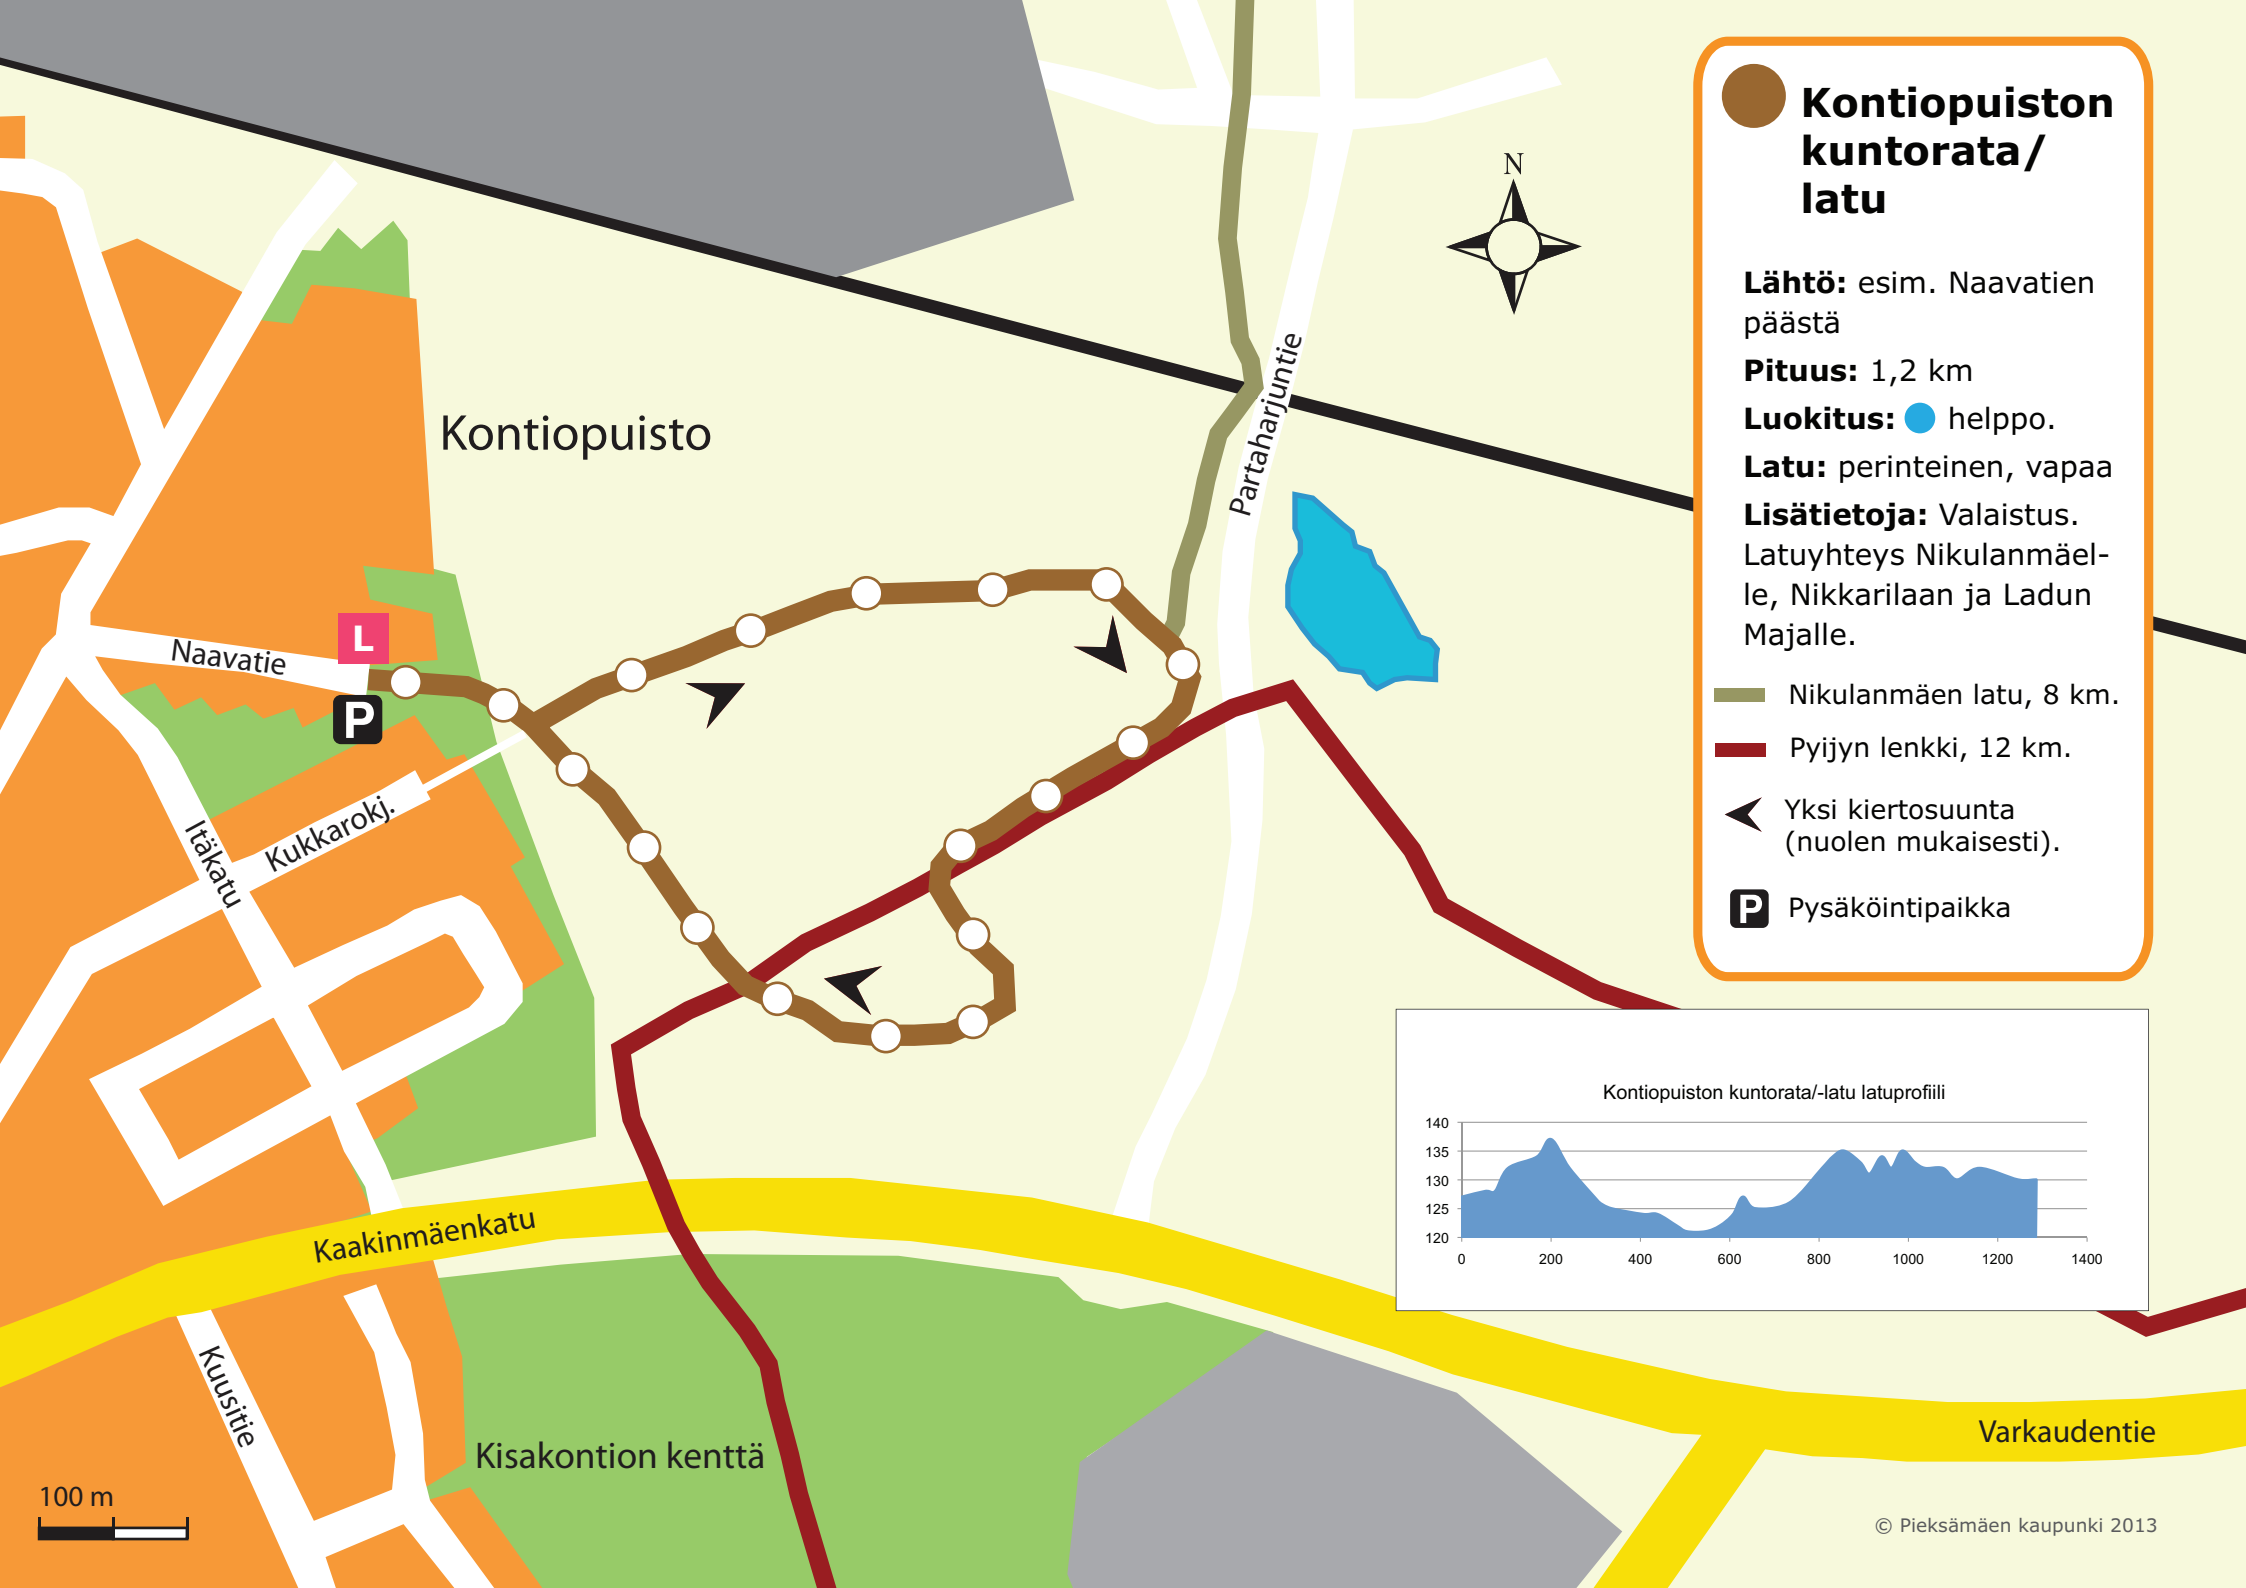 Kontiopuiston
kuntorata/
latu
Lähtö: esim. Naavatien
päästä
Pituus: 1,2 km
Luokitus: helppo.
Latu: perinteinen, vapaa
Lisätietoja: Valaistus.
Latuyhteys Nikulanmäel-
le, Nikkarilaan ja Ladun
Majalle.
Nikulanmäen latu, 8 km.
Pyijyn lenkki, 12 km.
Yksi kiertosuunta
(nuolen mukaisesti).
P Pysäköintipaikka
N
Kontiopuisto
Partaharjuntie
L
Naavatie
P
Kukkarokj.
Itäkatu
Kaakinmäenkatu
Kuusitie
Kisakontion kenttä
Varkaudentie
100 m
Kontiopuiston kuntorata/-latu latuprofiili
140
135
130
125
120
0 200 400 600 800 1000 1200 1400
© Pieksämäen kaupunki 2013